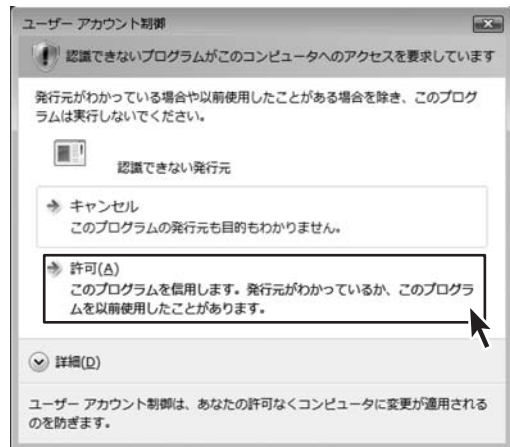 ユーザー アカウント制御
認識できないプログラムがこのコンピュータへのアクセスを要求しています
発行元がわかっている場合や以前使用したことがある場合を除き、このプログ
ラムは実行しないでください。
認識できない発行元
キャンセル
このプログラムの発行元も目的もわかりません。
許可(A)
このプログラムを信用します。発行元がわかっているか、このプログラ
ムを以前使用したことがあります。
詳細(D)
ユーザー アカウント制御は、あなたの許可なくコンピュータに変更が適用される
のを防ぎます。